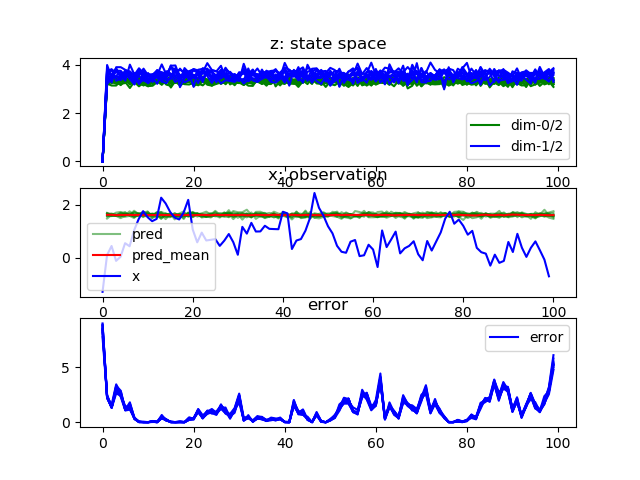 z: state space
4
2
0
dim-0/2
dim-1/2
0 20 40 60 80 100
x: observation
2
0
pred
pred_mean
x
0 20 40 60 80 100
error
5
0
error
0 20 40 60 80 100